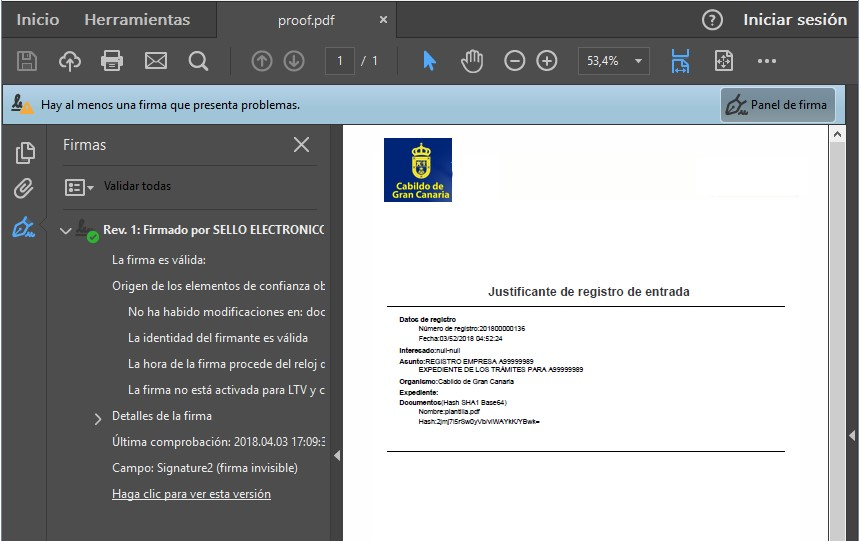 Inicio Herramientas proof.pdf × ? Iniciar sesión
1 / 1 53,4%
Hay al menos una firma que presenta problemas. Panel de firma
Firmas
Validar todas
Rev. 1: Firmado por SELLO ELECTRONICO
La firma es válida:
Origen de los elementos de confianza ob
No ha habido modificaciones en: doc
La identidad del firmante es válida
La hora de la firma procede del reloj d
La firma no está activada para LTV y c
Detalles de la firma
Última comprobación: 2018.04.03 17:09:3
Campo: Signature2 (firma invisible)
Haga clic para ver esta versión
Cabildo de
Gran Canaria
Justificante de registro de entrada
Datos de registro
Número de registro:201800000136
Fecha:03/52/2018 04:52:24
Interesado:null-null
Asunto:REGISTRO EMPRESA A99999989
EXPEDIENTE DE LOS TRÁMITES PARA A99999989
Organismo:Cabildo de Gran Canaria
Expediente:
Documentos(Hash SHA1 Base64)
Nombre:plantilla.pdf